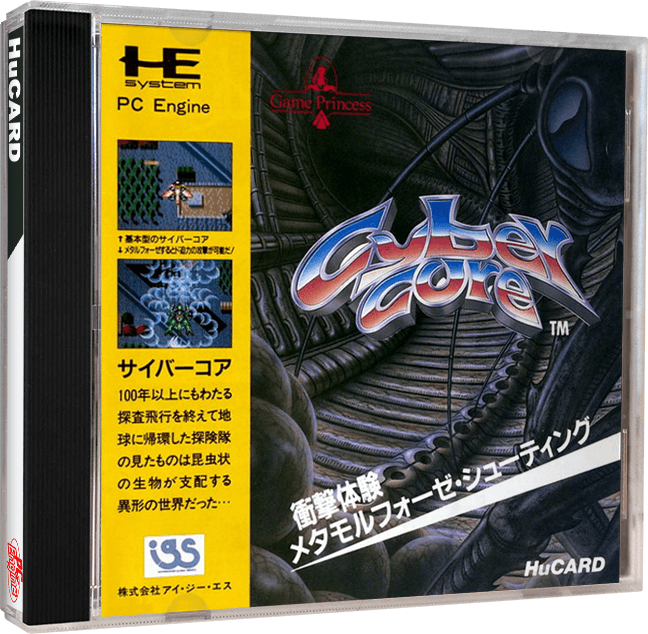 HuCARD
HE
system
PC Engine
Game Princess
↑基本型のサイバーコア
↓メタルフォーゼするとド迫力の攻撃が可能だ!
Cyber
Core
TM
サイバーコア
100年以上にもわたる
探査飛行を終えて地
球に帰還した探険隊
の見たものは昆虫状
の生物が支配する
異形の世界だった…
衝撃体験
メタモルフォーゼ・シューティング
IGS
株式会社アイ・ジー・エス
HuCARD